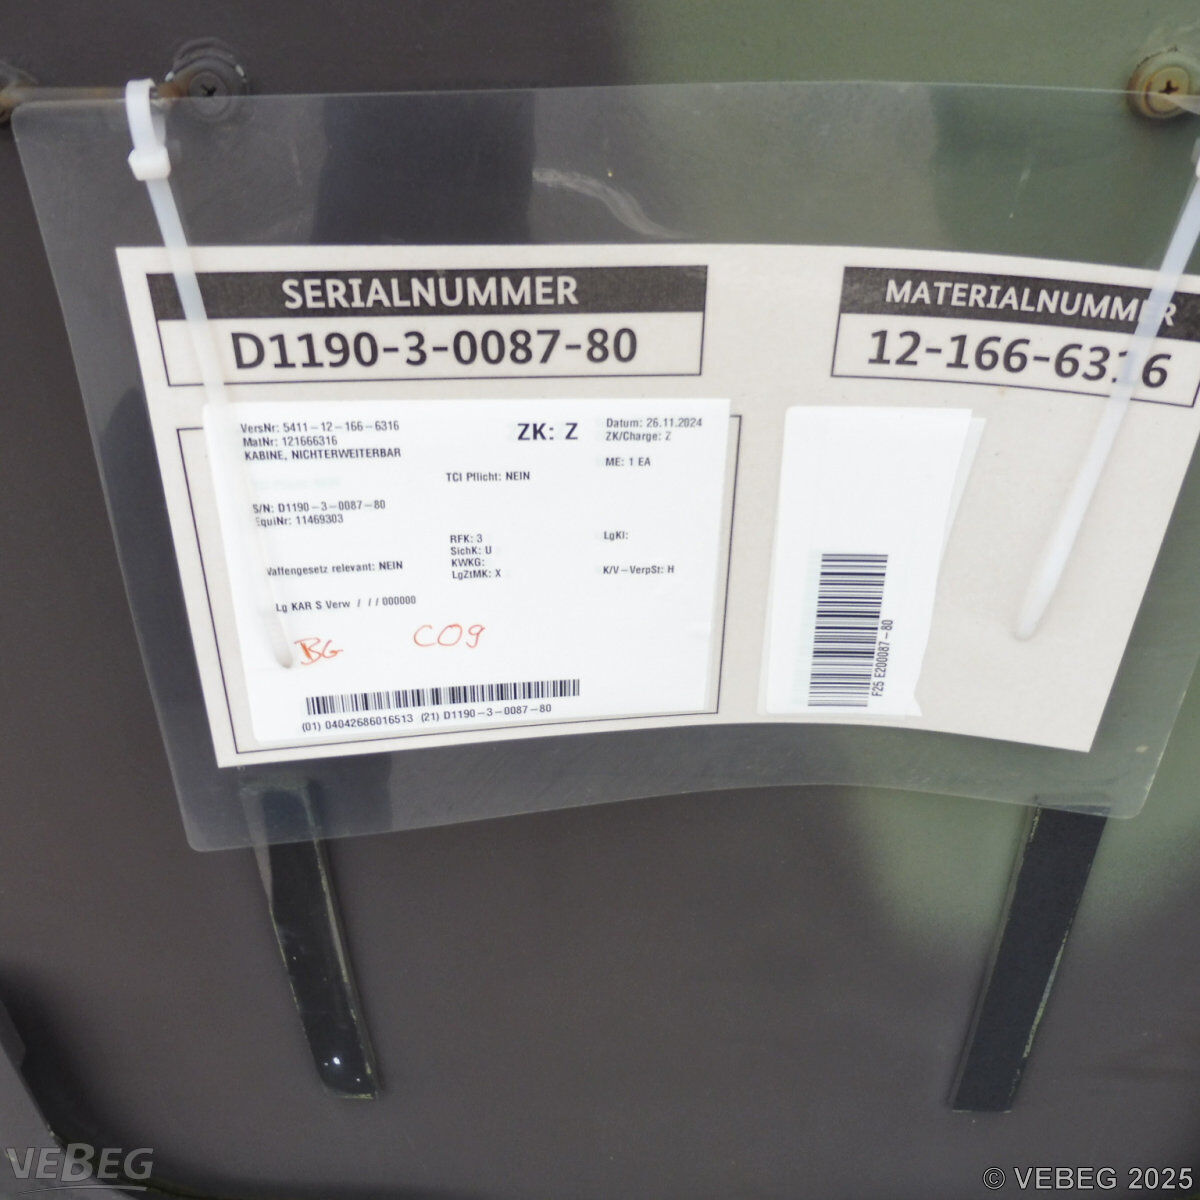 SERIALNUMMER
D1190-3-0087-80
MATERIALNUMMER
12-166-6316
VersNr: 5411-12-166-6316
MatNr: 121666316
KABINE, NICHTERWEITERBAR
ZK: Z
Datum: 26.11.2024
ZK/Charge: Z
ME: 1 EA
TCI Pflicht: NEIN
S/N: D1190-3-0087-80
EquiNr: 11469303
RFK: 3
SichK: U
KWKG:
LgZtMK: X
LgKl:
K/V-VerpSt: H
Waffengesetz relevant: NEIN
Lg KAR S Verw / / / 000000
BG C09
(01) 04042686016513 (21) D1190-3-0087-80
F25 E200087-80
VEBEG
© VEBEG 2025